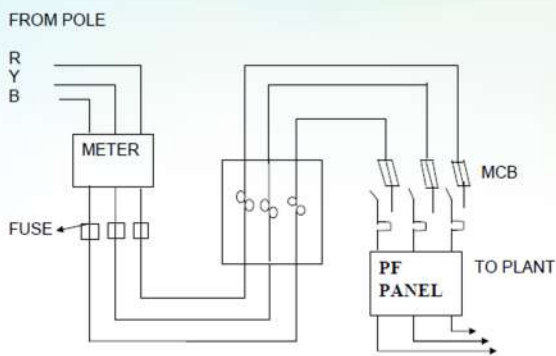 FROM POLE
R
Y
B
METER
MCB
FUSE
PF
PANEL
TO PLANT